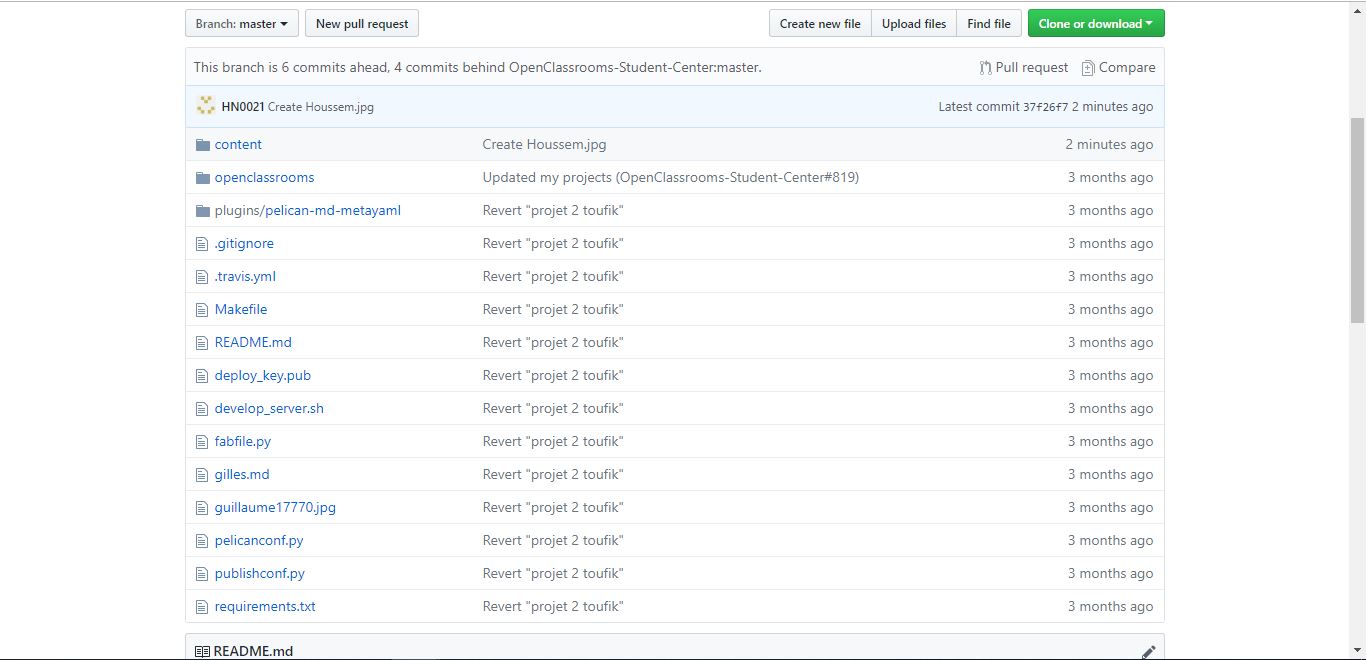 Branch: master New pull request Create new file Upload files Find file Clone or download
This branch is 6 commits ahead, 4 commits behind OpenClassrooms-Student-Center:master. Pull request Compare
HN0021 Create Houssem.jpg Latest commit 37f26f7 2 minutes ago
content Create Houssem.jpg 2 minutes ago
openclassrooms Updated my projects (OpenClassrooms-Student-Center#819) 3 months ago
plugins/pelican-md-metayaml Revert "projet 2 toufik" 3 months ago
.gitignore Revert "projet 2 toufik" 3 months ago
.travis.yml Revert "projet 2 toufik" 3 months ago
Makefile Revert "projet 2 toufik" 3 months ago
README.md Revert "projet 2 toufik" 3 months ago
deploy_key.pub Revert "projet 2 toufik" 3 months ago
develop_server.sh Revert "projet 2 toufik" 3 months ago
fabfile.py Revert "projet 2 toufik" 3 months ago
gilles.md Revert "projet 2 toufik" 3 months ago
guillaume17770.jpg Revert "projet 2 toufik" 3 months ago
pelicanconf.py Revert "projet 2 toufik" 3 months ago
publishconf.py Revert "projet 2 toufik" 3 months ago
requirements.txt Revert "projet 2 toufik" 3 months ago
README.md